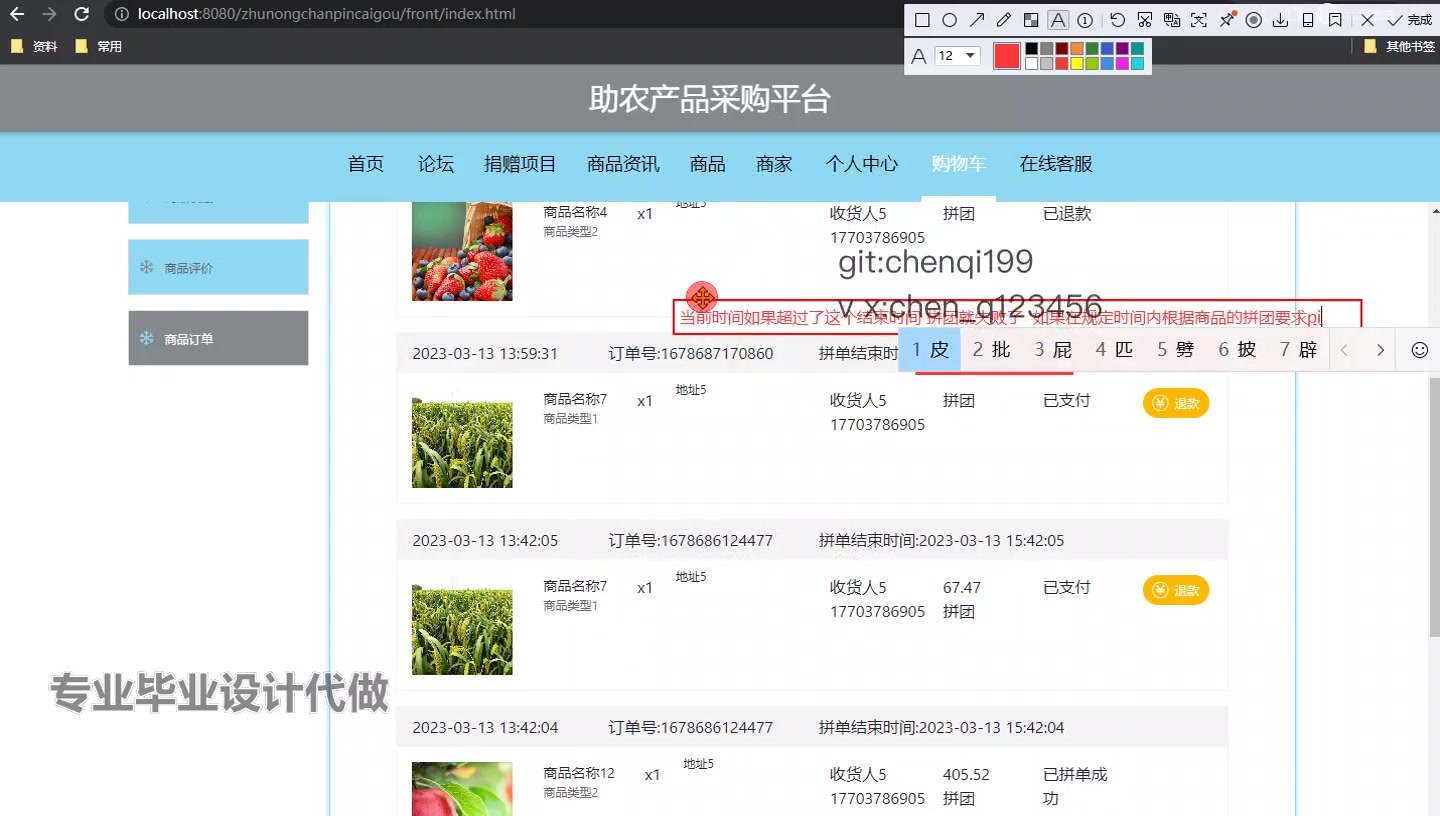 localhost:8080/zhunongchanpincaigou/front/index.html
完成
资料
常用
其他书签
A 12
助农产品采购平台
首页 论坛 捐赠项目 商品资讯 商品 商家 个人中心 购物车 在线客服
商品名称4 x1 地址5 收货人5 拼团 已退款
商品类型2 17703786905
商品评价
git:chenqi199
v x:chen_q123456
当前时间如果超过了这个结束时间 拼团就失败了 如果在规定时间内根据商品的拼团要求pi
1 皮 2 批 3 屁 4 匹 5 劈 6 披 7 辟
商品订单
2023-03-13 13:59:31 订单号:1678687170860 拼单结束时
商品名称7 x1 地址5 收货人5 拼团 已支付 退款
商品类型1 17703786905
2023-03-13 13:42:05 订单号:1678686124477 拼单结束时间:2023-03-13 15:42:05
商品名称7 x1 地址5 收货人5 67.47 已支付 退款
商品类型1 17703786905 拼团
专业毕业设计代做
2023-03-13 13:42:04 订单号:1678686124477 拼单结束时间:2023-03-13 15:42:04
商品名称12 x1 地址5 收货人5 405.52 已拼单成
商品类型2 17703786905 拼团 功